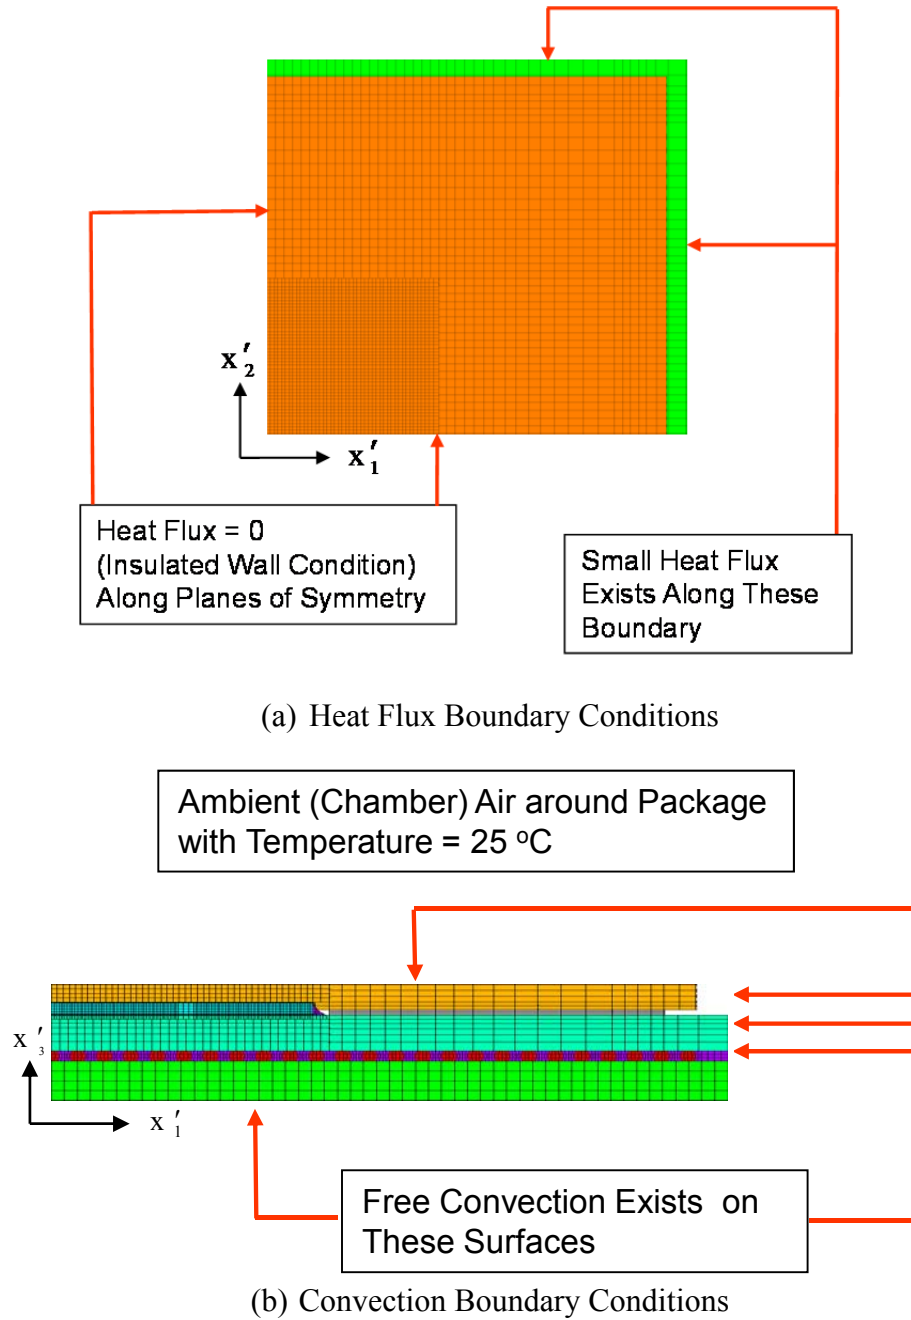 x′2
x′1
Heat Flux = 0
(Insulated Wall Condition)
Along Planes of Symmetry
Small Heat Flux
Exists Along These
Boundary
(a) Heat Flux Boundary Conditions
Ambient (Chamber) Air around Package
with Temperature = 25 °C
x′3
x′1
Free Convection Exists on
These Surfaces
(b) Convection Boundary Conditions